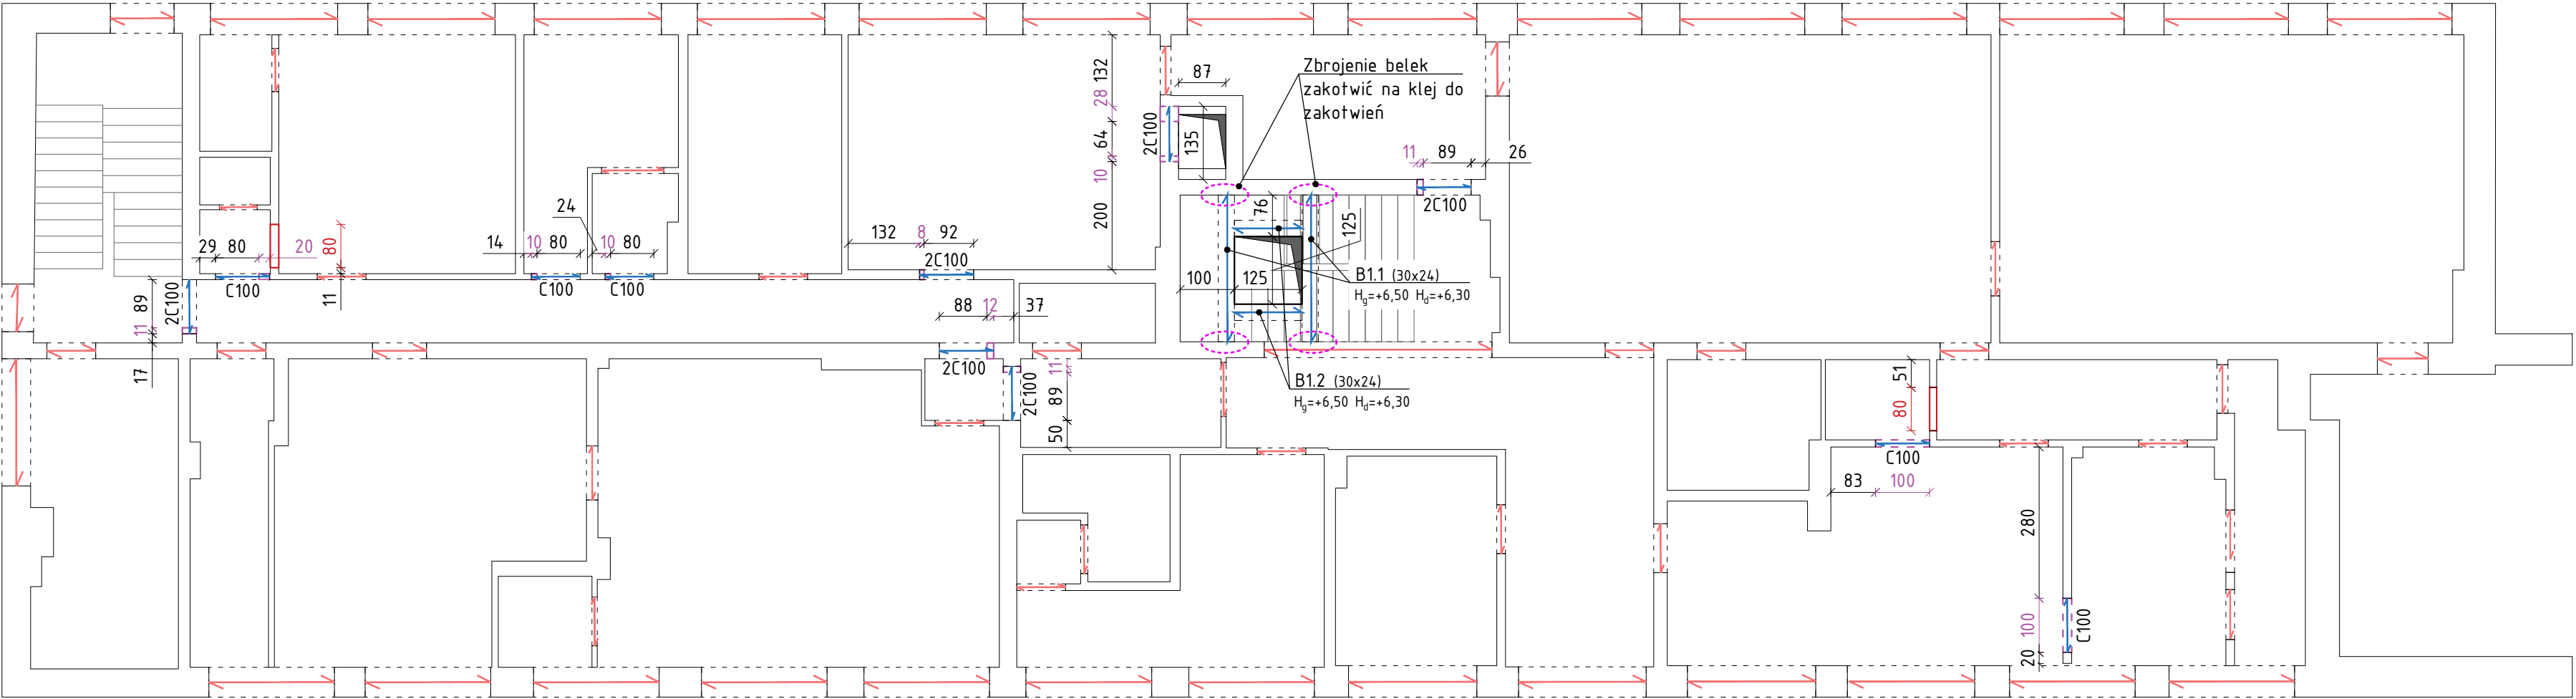 Zbrojenie belek
zakotwić na klej do
zakotwień
87
132
28
64
10
200
2C100
135
11 89 26
2C100
76
125
100 125
B1.1 (30x24)
Hg=+6,50 Hd=+6,30
B1.2 (30x24)
Hg=+6,50 Hd=+6,30
29 80 20
80
11
C100
89
11
17
2C100
24
14 10 80 10 80
C100 C100
132 8 92
2C100
88 12 37
2C100
2C100
11
89
50
51
80
C100
83 100
280
100
20
C100